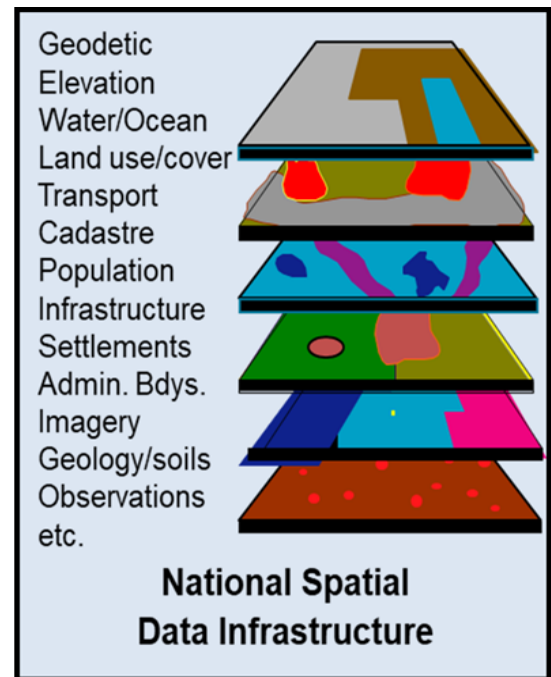 Geodetic
Elevation
Water/Ocean
Land use/cover
Transport
Cadastre
Population
Infrastructure
Settlements
Admin. Bdys.
Imagery
Geology/soils
Observations
etc.
National Spatial
Data Infrastructure